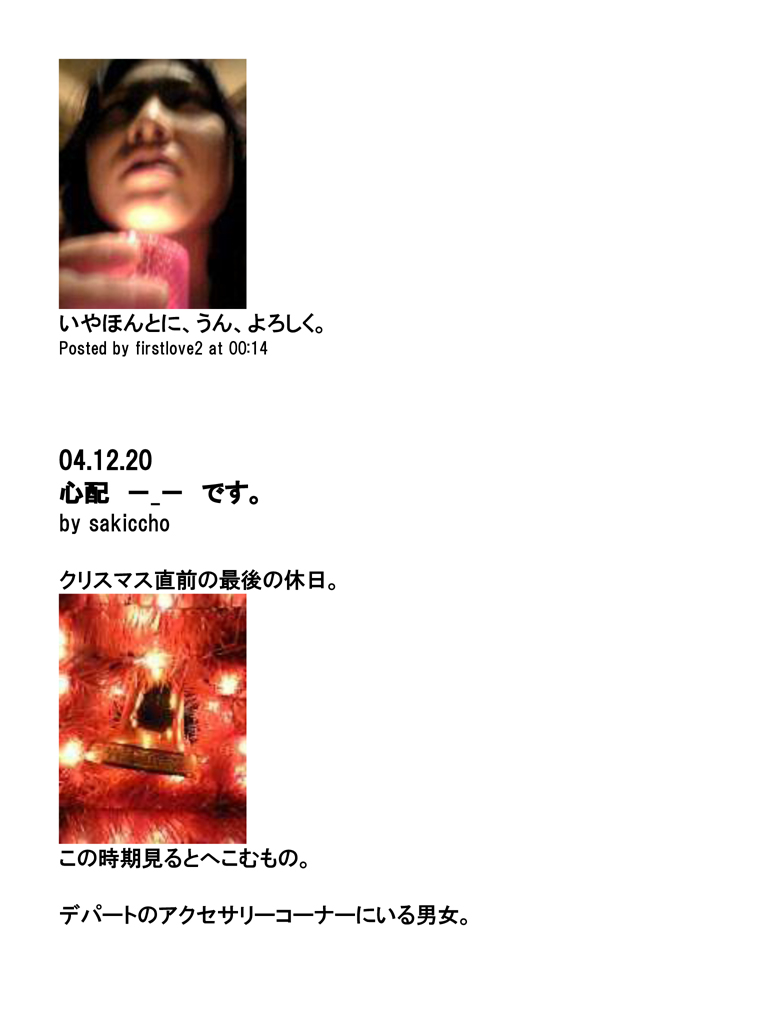 いやほんとに、うん、よろしく。
Posted by firstlove2 at 00:14
04.12.20
心配　ー_ー　です。
by sakiccho
クリスマス直前の最後の休日。
この時期見るとへこむもの。
デパートのアクセサリーコーナーにいる男女。